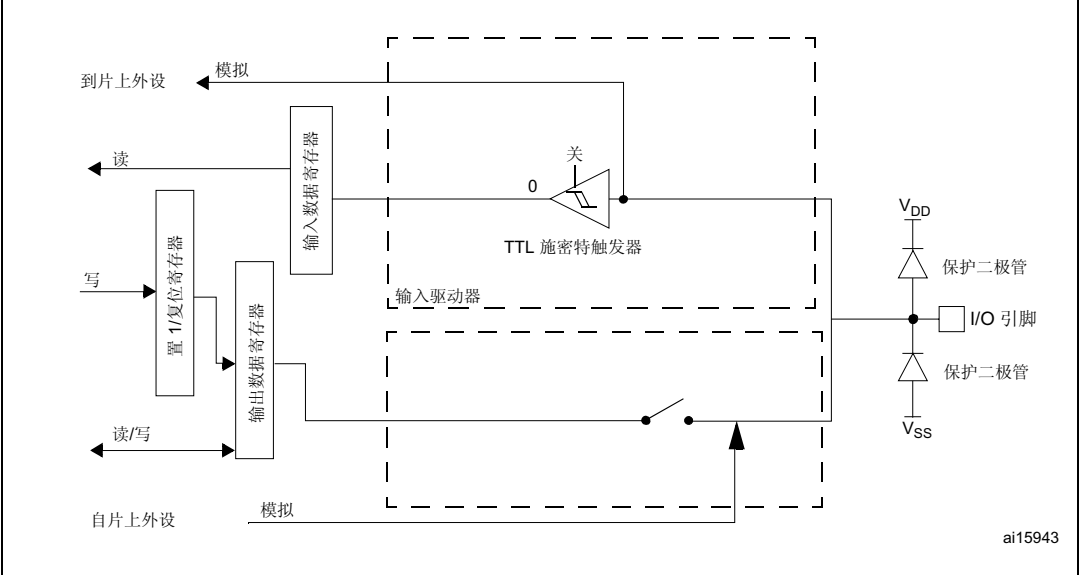 到片上外设
模拟
读
写
置 1/复位寄存器
读/写
输入数据寄存器
输出数据寄存器
关
0
TTL 施密特触发器
输入驱动器
VDD
保护二极管
I/O 引脚
保护二极管
VSS
自片上外设
模拟
ai15943